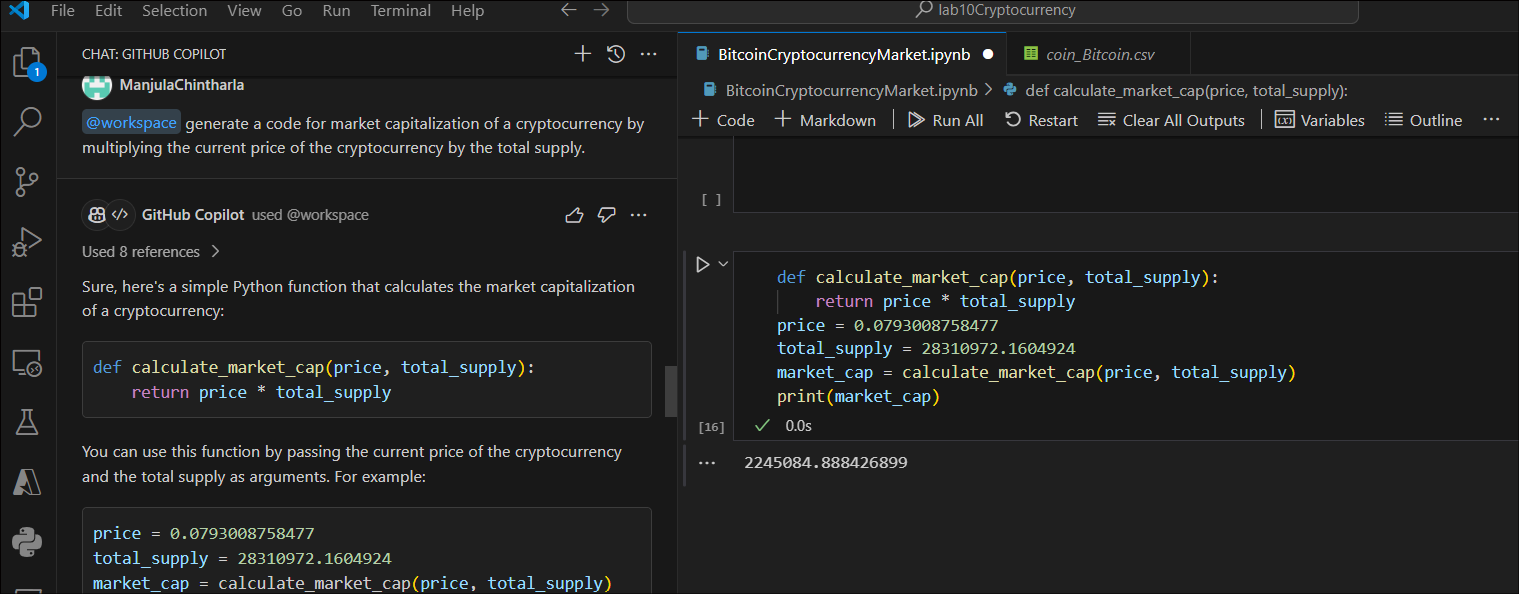 File Edit Selection View Go Run Terminal Help
lab10Cryptocurrency
1
CHAT: GITHUB COPILOT
ManjulaChintharla
@workspace generate a code for market capitalization of a cryptocurrency by
multiplying the current price of the cryptocurrency by the total supply.
GitHub Copilot used @workspace
Used 8 references >
Sure, here's a simple Python function that calculates the market capitalization
of a cryptocurrency:
def calculate_market_cap(price, total_supply):
return price * total_supply
You can use this function by passing the current price of the cryptocurrency
and the total supply as arguments. For example:
price = 0.0793008758477
total_supply = 28310972.1604924
market_cap = calculate_market_cap(price, total_supply)
BitcoinCryptocurrencyMarket.ipynb ●
coin_Bitcoin.csv
BitcoinCryptocurrencyMarket.ipynb > def calculate_market_cap(price, total_supply):
+ Code + Markdown | Run All Restart Clear All Outputs | Variables Outline ...
[ ]
def calculate_market_cap(price, total_supply):
return price * total_supply
price = 0.0793008758477
total_supply = 28310972.1604924
market_cap = calculate_market_cap(price, total_supply)
print(market_cap)
[16] ✓ 0.0s
... 2245084.888426899